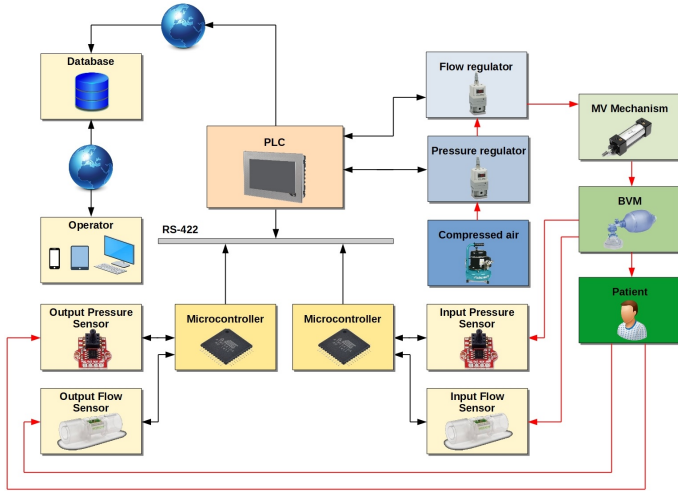 Database
Flow regulator
MV Mechanism
PLC
Pressure regulator
BVM
Operator
RS-422
Compressed air
Patient
Output Pressure
Sensor
Microcontroller
Microcontroller
Input Pressure
Sensor
Output Flow
Sensor
Input Flow
Sensor